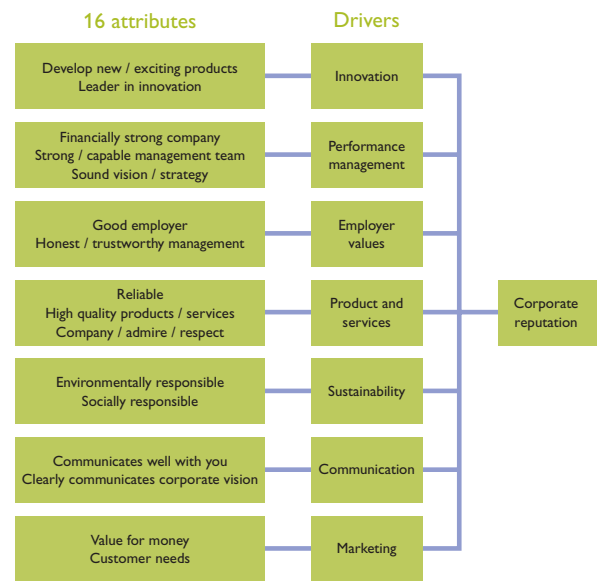 16 attributes
Drivers
Develop new / exciting products
Leader in innovation
Innovation
Financially strong company
Strong / capable management team
Sound vision / strategy
Performance
management
Good employer
Honest / trustworthy management
Employer
values
Reliable
High quality products / services
Company / admire / respect
Product and
services
Corporate
reputation
Environmentally responsible
Socially responsible
Sustainability
Communicates well with you
Clearly communicates corporate vision
Communication
Value for money
Customer needs
Marketing